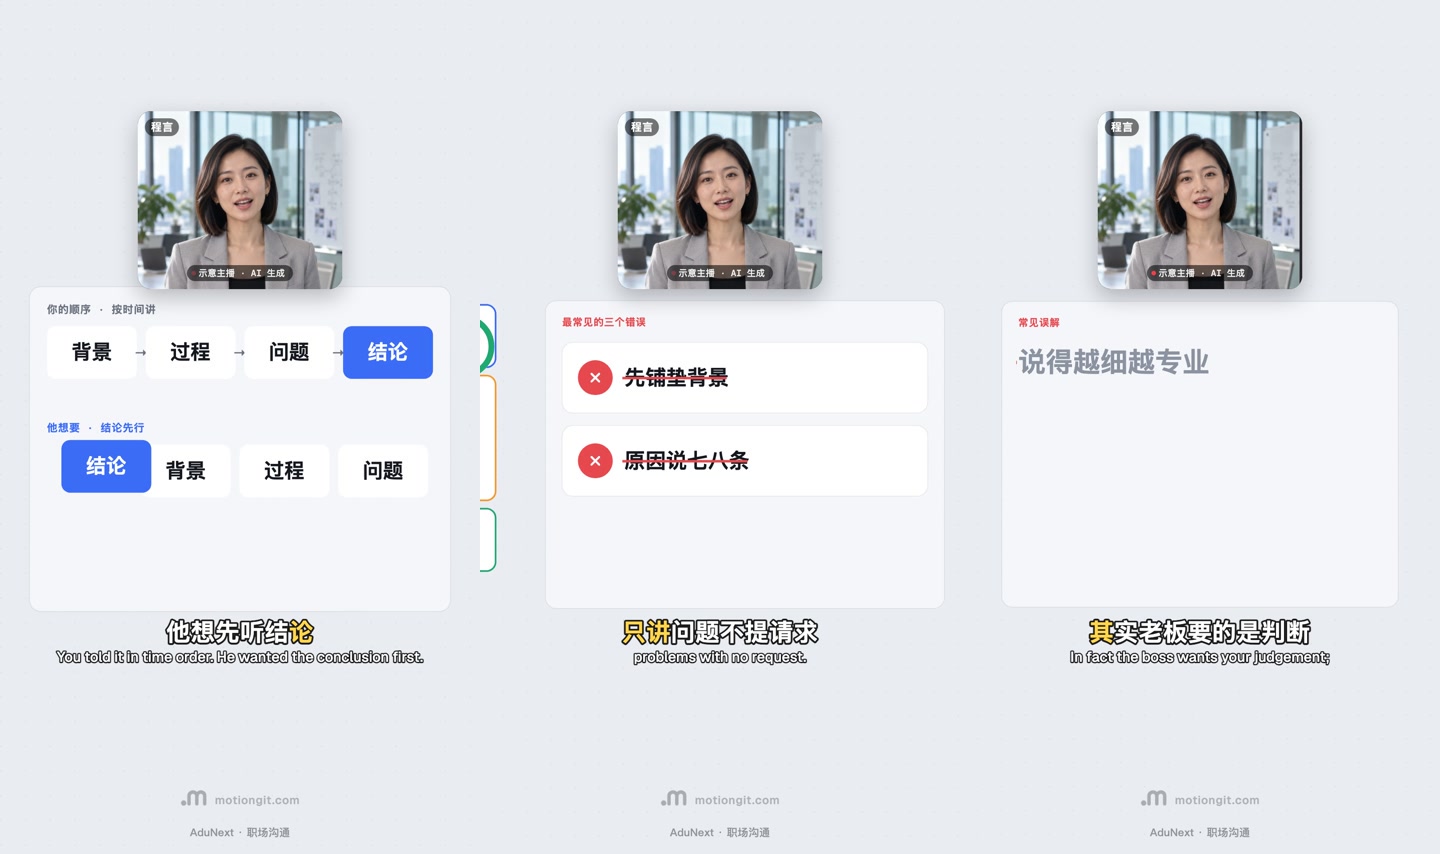 程言
示意主播 · AI 生成
你的顺序 · 按时间讲
背景 → 过程 → 问题 → 结论
他想要 · 结论先行
结论 背景 过程 问题
他想先听结论
You told it in time order. He wanted the conclusion first.
.m motiongit.com
AduNext · 职场沟通
程言
示意主播 · AI 生成
最常见的三个错误
先铺垫背景
原因说七八条
只讲问题不提请求
problems with no request.
.m motiongit.com
AduNext · 职场沟通
程言
示意主播 · AI 生成
常见误解
说得越细越专业
其实老板要的是判断
In fact the boss wants your judgement;
.m motiongit.com
AduNext · 职场沟通